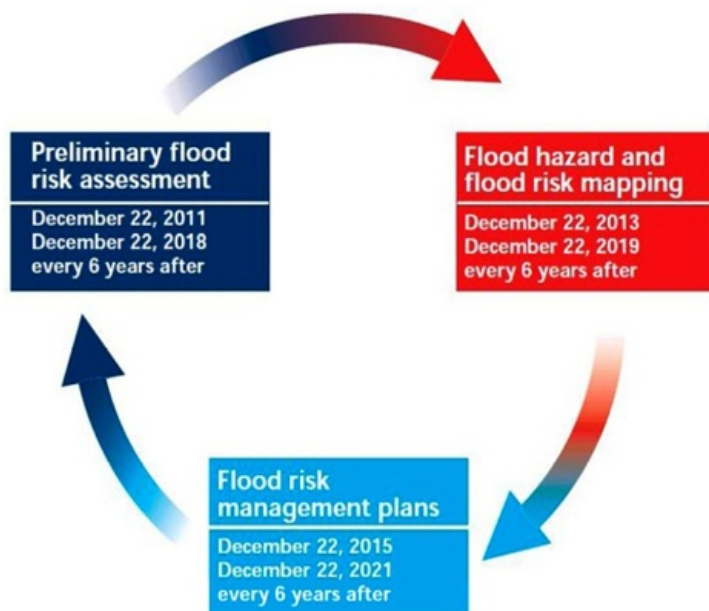 Preliminary flood
risk assessment
December 22, 2011
December 22, 2018
every 6 years after
Flood hazard and
flood risk mapping
December 22, 2013
December 22, 2019
every 6 years after
Flood risk
management plans
December 22, 2015
December 22, 2021
every 6 years after